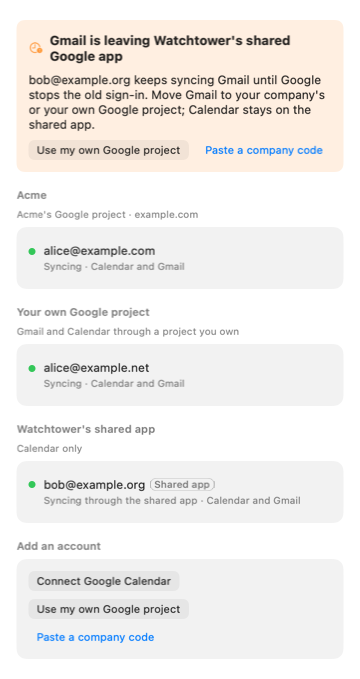 Gmail is leaving Watchtower's shared
Google app
bob@example.org keeps syncing Gmail until Google
stops the old sign-in. Move Gmail to your company's
or your own Google project; Calendar stays on the
shared app.
Use my own Google project
Paste a company code
Acme
Acme's Google project · example.com
alice@example.com
Syncing · Calendar and Gmail
Your own Google project
Gmail and Calendar through a project you own
alice@example.net
Syncing · Calendar and Gmail
Watchtower's shared app
Calendar only
bob@example.org Shared app
Syncing through the shared app · Calendar and Gmail
Add an account
Connect Google Calendar
Use my own Google project
Paste a company code